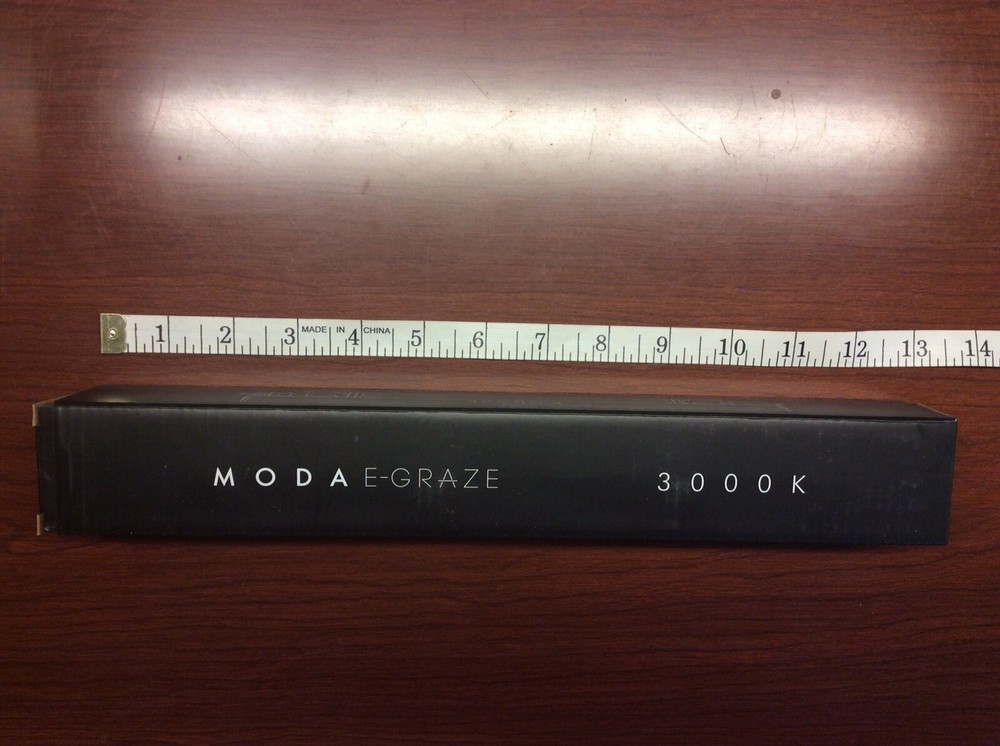 1 2 3 MADE IN 4 CHINA 5 6 7 8 9 10 11 12 13 14
MODA E-GRAZE 3000K